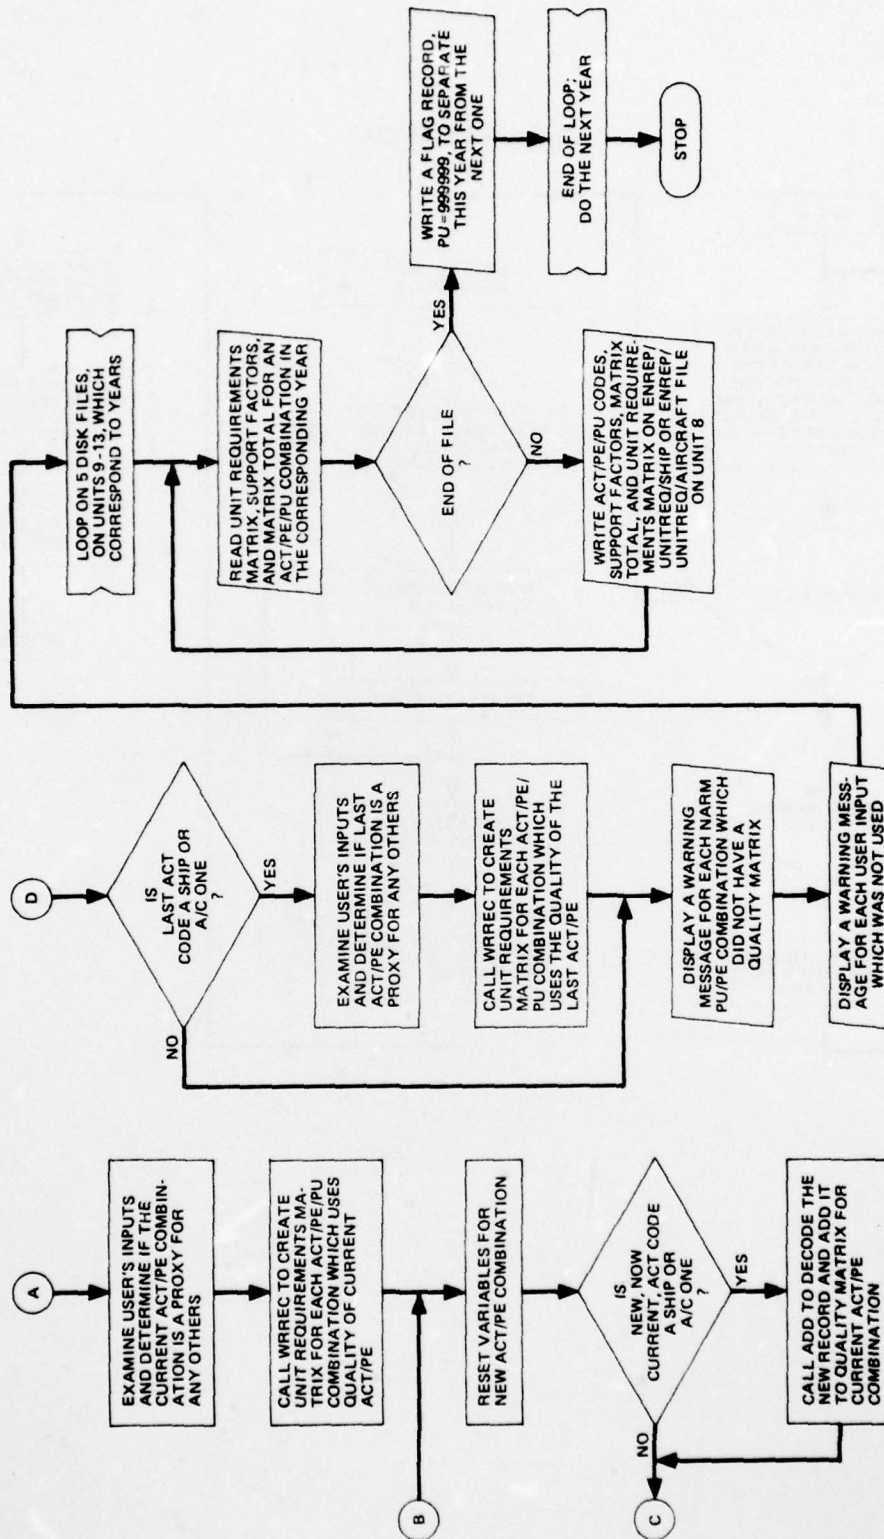 A
EXAMINE USER'S INPUTS
AND DETERMINE IF THE
CURRENT ACT/PE COMBIN-
ATION IS A PROXY FOR
ANY OTHERS
CALL WRREC TO CREATE
UNIT REQUIREMENTS MA-
TRIX FOR EACH ACT/PE/PU
COMBINATION WHICH USES
QUALITY OF CURRENT
ACT/PE
B
RESET VARIABLES FOR
NEW ACT/PE COMBINATION
IS
NEW, NOW
CURRENT, ACT CODE
A SHIP OR
A/C ONE
?
NO
YES
C
CALL ADD TO DECODE THE
NEW RECORD AND ADD IT
TO QUALITY MATRIX FOR
CURRENT ACT/PE
COMBINATION
D
IS
LAST ACT
CODE A SHIP OR
A/C ONE
?
NO
YES
EXAMINE USER'S INPUTS
AND DETERMINE IF LAST
ACT/PE COMBINATION IS A
PROXY FOR ANY OTHERS
CALL WRREC TO CREATE
UNIT REQUIREMENTS
MATRIX FOR EACH ACT/PE/
PU COMBINATION WHICH
USES THE QUALITY OF THE
LAST ACT/PE
DISPLAY A WARNING
MESSAGE FOR EACH NARM
PU/PE COMBINATION WHICH
DID NOT HAVE A
QUALITY MATRIX
DISPLAY A WARNING MESS-
AGE FOR EACH USER INPUT
WHICH WAS NOT USED
LOOP ON 5 DISK FILES,
ON UNITS 9-13, WHICH
CORRESPOND TO YEARS
READ UNIT REQUIREMENTS
MATRIX, SUPPORT FACTORS,
AND MATRIX TOTAL FOR AN
ACT/PE/PU COMBINATION IN
THE CORRESPONDING YEAR
END OF FILE
?
YES
NO
WRITE ACT/PE/PU CODES,
SUPPORT FACTORS, MATRIX
TOTAL, AND UNIT REQUIRE-
MENTS MATRIX ON ENREP/
UNITREQ/SHIP OR ENREP/
UNITREQ/AIRCRAFT FILE
ON UNIT 8
WRITE A FLAG RECORD,
PU=999999, TO SEPARATE
THIS YEAR FROM THE
NEXT ONE
END OF LOOP;
DO THE NEXT YEAR
STOP